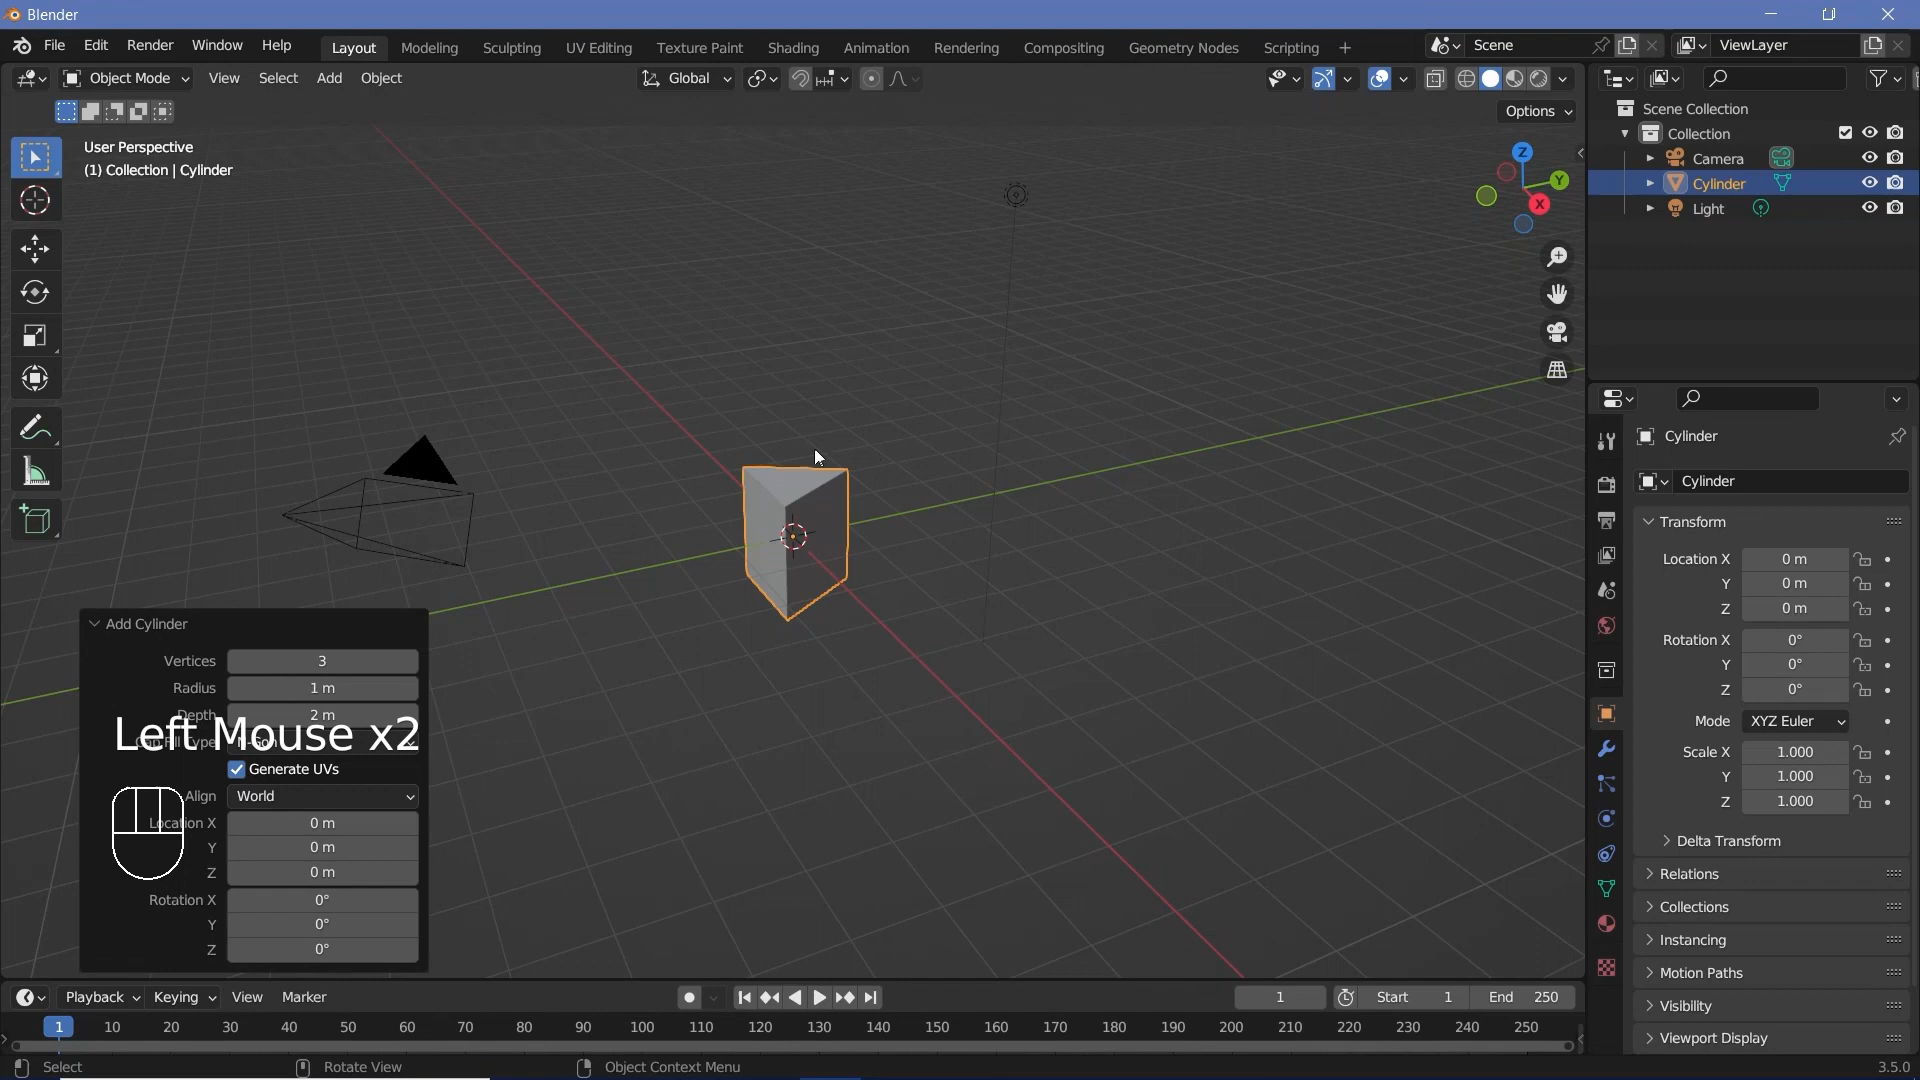 Blender
File Edit Render Window Help
Layout Modeling Sculpting UV Editing Texture Paint Shading Animation Rendering Compositing Geometry Nodes Scripting +
Scene
ViewLayer
Object Mode View Select Add Object
Global
Options
User Perspective
(1) Collection | Cylinder
Z
Y
X
Scene Collection
Collection
Camera
Cylinder
Light
Cylinder
Cylinder
Transform
Location X 0 m
Y 0 m
Z 0 m
Rotation X 0°
Y 0°
Z 0°
Mode XYZ Euler
Scale X 1.000
Y 1.000
Z 1.000
Delta Transform
Relations
Collections
Instancing
Motion Paths
Visibility
Viewport Display
Add Cylinder
Vertices 3
Radius 1 m
Depth 2 m
Left Mouse x2
Cap Fill Type N-Gon
Generate UVs
Align World
Location X 0 m
Y 0 m
Z 0 m
Rotation X 0°
Y 0°
Z 0°
Playback Keying View Marker
1 Start 1 End 250
1 10 20 30 40 50 60 70 80 90 100 110 120 130 140 150 160 170 180 190 200 210 220 230 240 250
Select Rotate View Object Context Menu 3.5.0